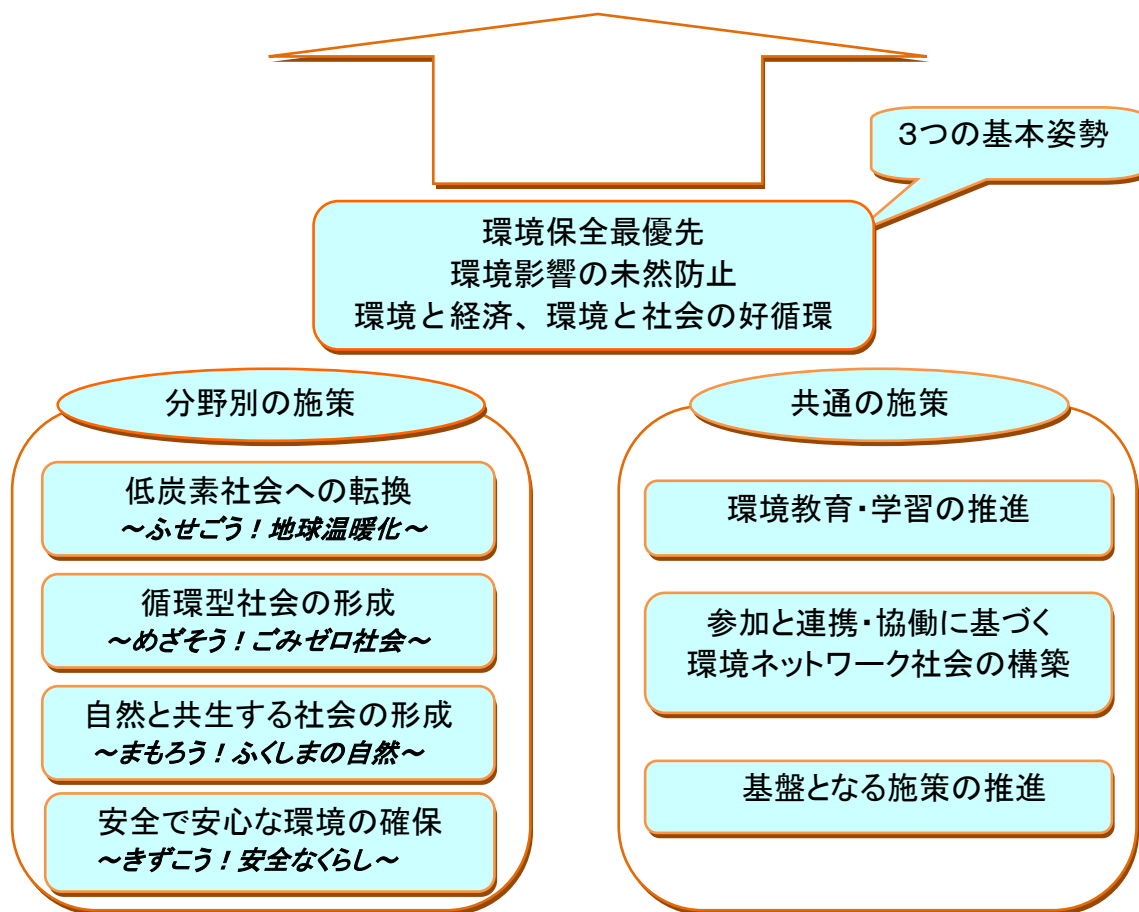 3つの基本姿勢
環境保全最優先
環境影響の未然防止
環境と経済、環境と社会の好循環
分野別の施策
低炭素社会への転換
~ふせごう!地球温暖化~
循環型社会の形成
~めざそう!ごみゼロ社会~
自然と共生する社会の形成
~まもろう!ふくしまの自然~
安全で安心な環境の確保
~きずこう!安全なくらし~
共通の施策
環境教育・学習の推進
参加と連携・協働に基づく
環境ネットワーク社会の構築
基盤となる施策の推進